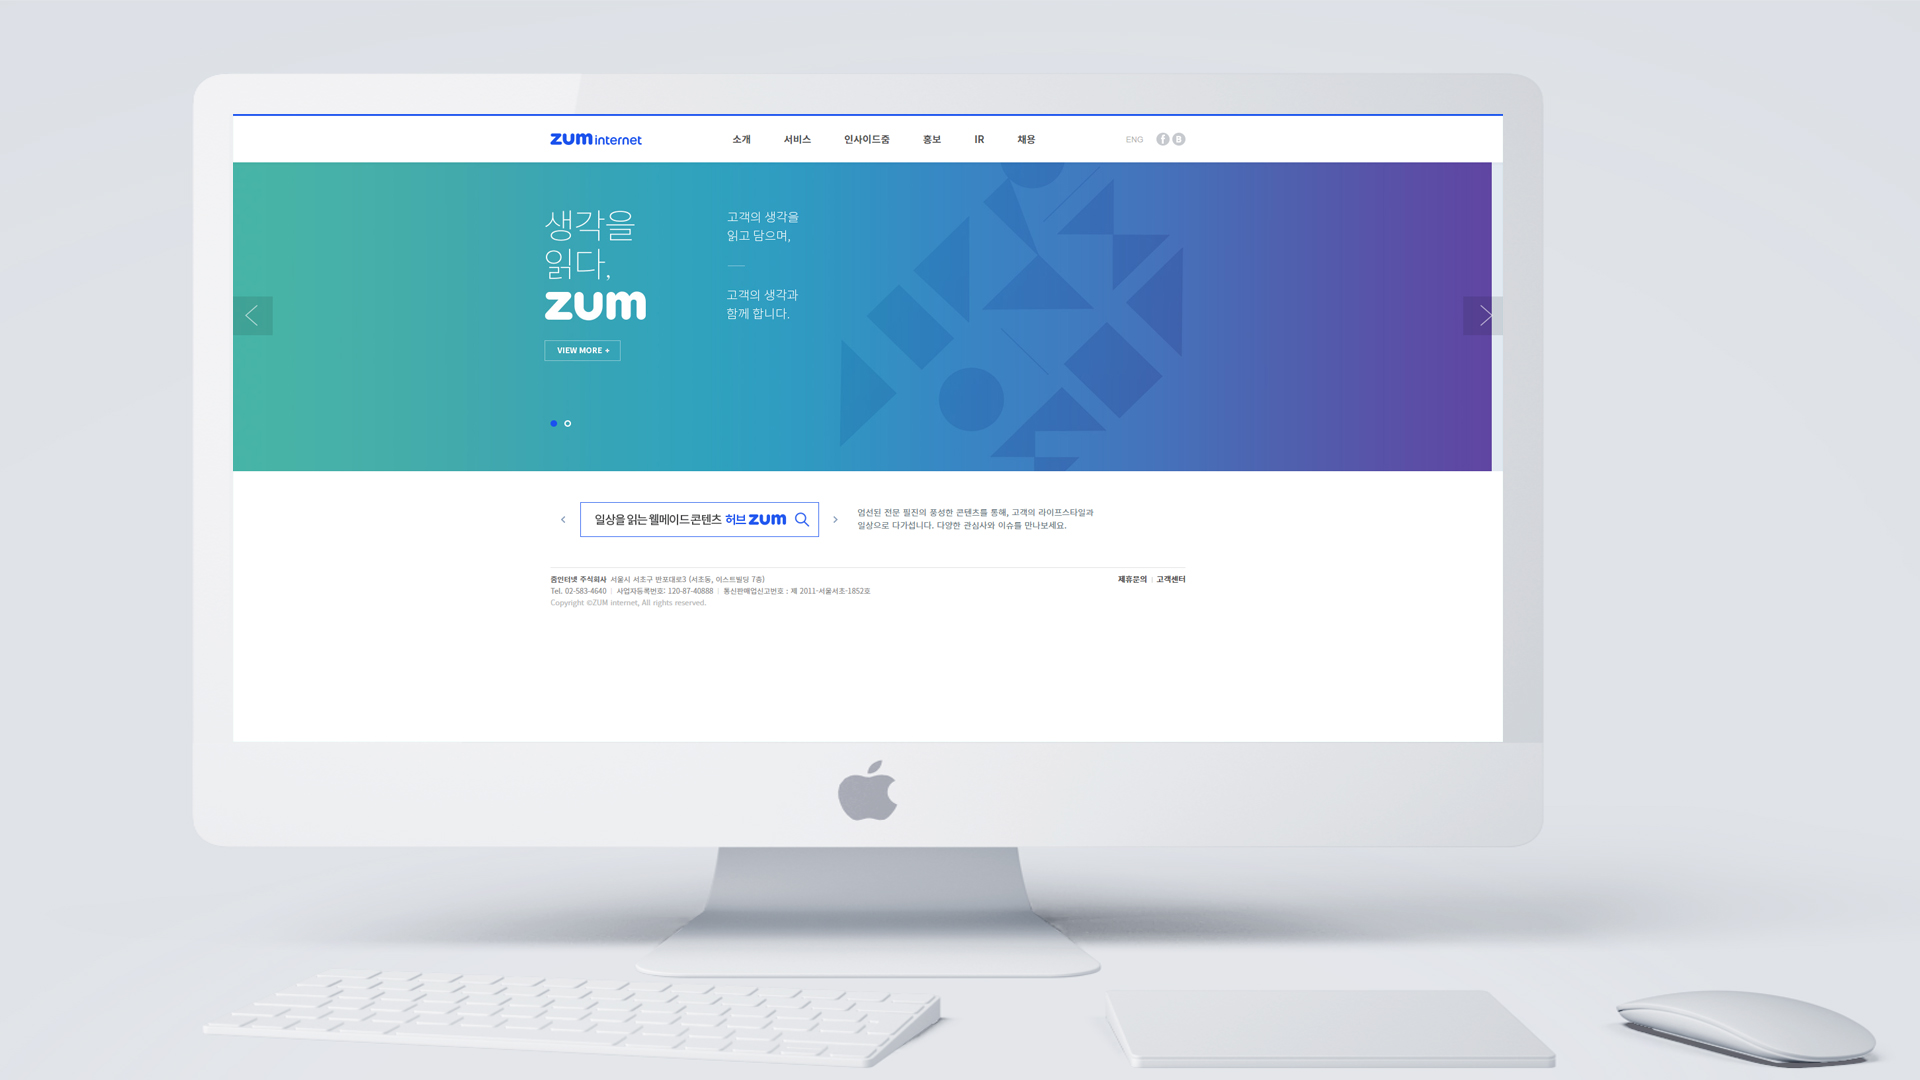 zum internet
소개 서비스 인사이드줌 홍보 IR 채용
ENG
생각을
읽다,
zum
고객의 생각을
읽고 담으며,
고객의 생각과
함께 합니다.
VIEW MORE +
일상을 읽는 웰메이드 콘텐츠 허브 zum
엄선된 전문 필진의 풍성한 콘텐츠를 통해, 고객의 라이프스타일과
일상으로 다가섭니다. 다양한 관심사와 이슈를 만나보세요.
줌인터넷 주식회사 서울시 서초구 반포대로3 (서초동, 이스트빌딩 7층)
제휴문의 | 고객센터
Tel. 02-583-4640 | 사업자등록번호: 120-87-40888 | 통신판매업신고번호 : 제 2011-서울서초-1852호
Copyright ©ZUM internet, All rights reserved.